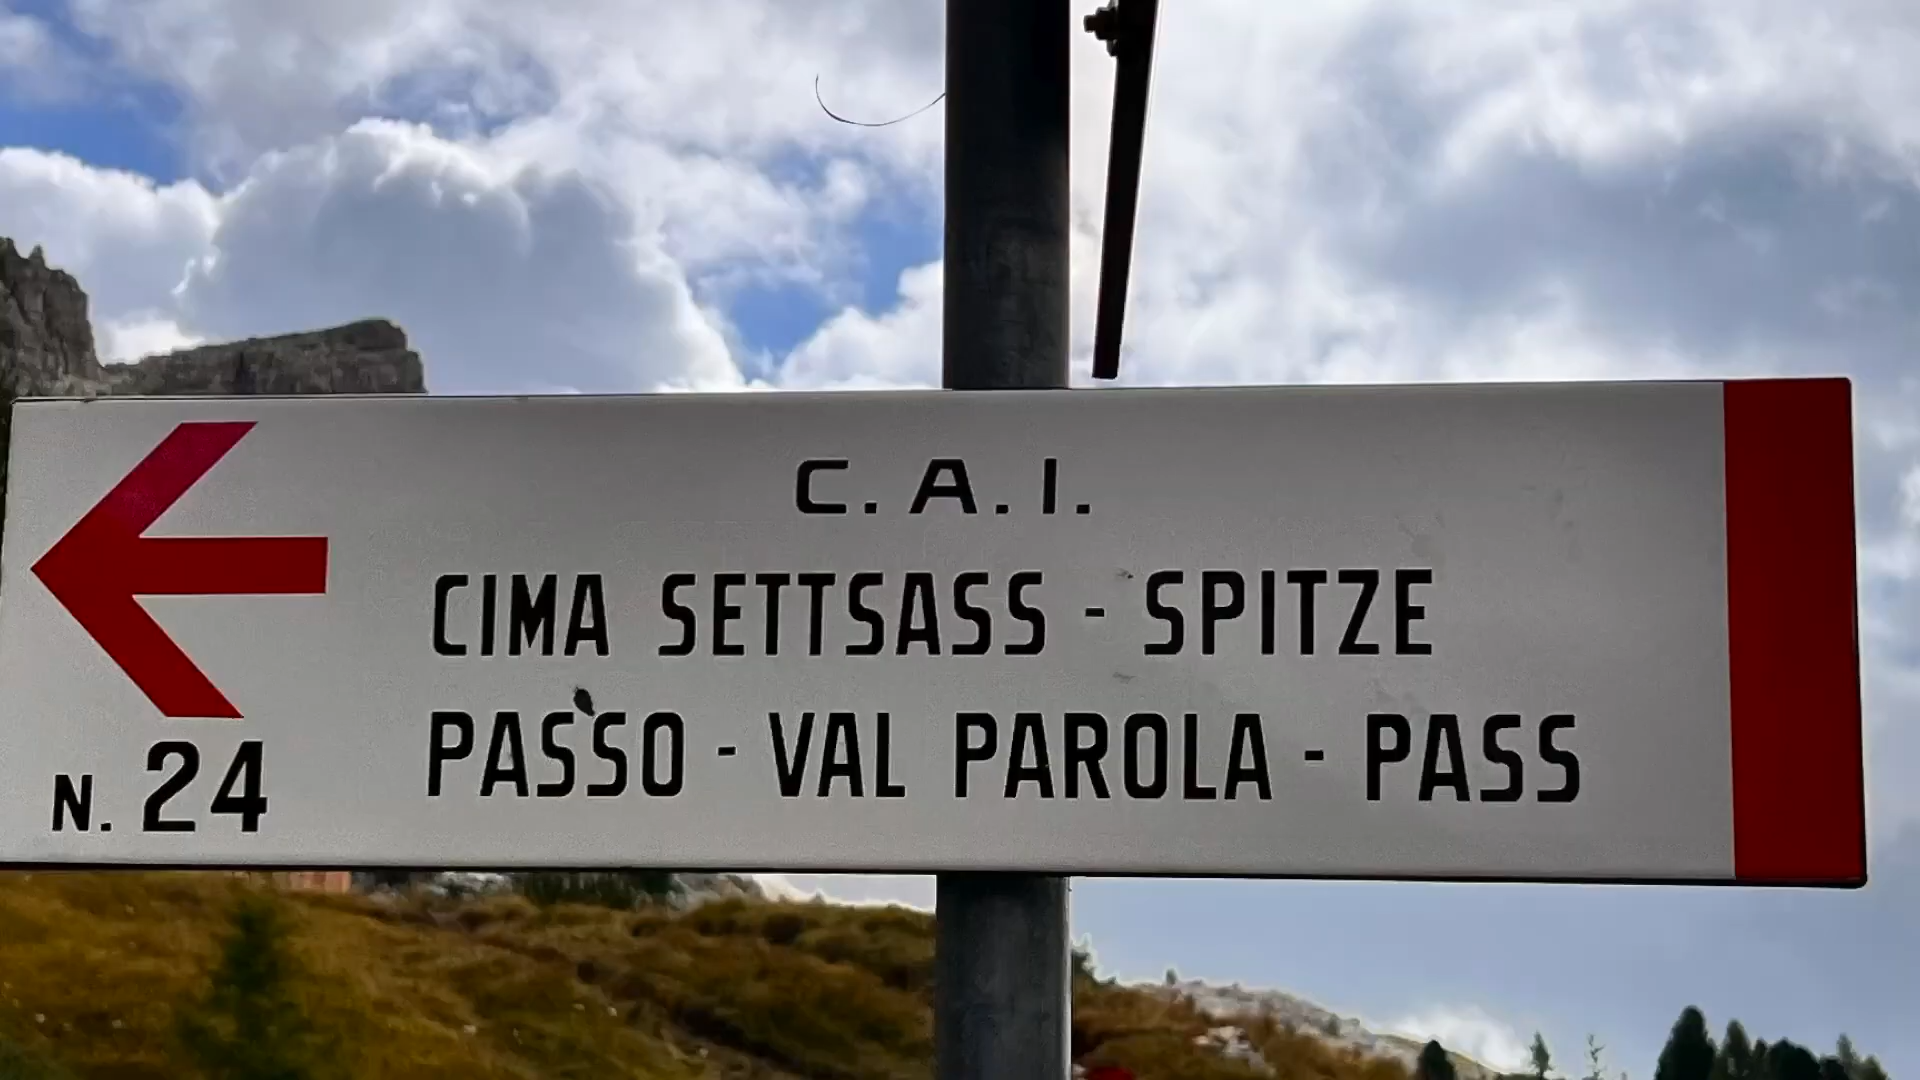 C. A. I.
CIMA SETTSASS - SPITZE
PASSO - VAL PAROLA - PASS
N. 24